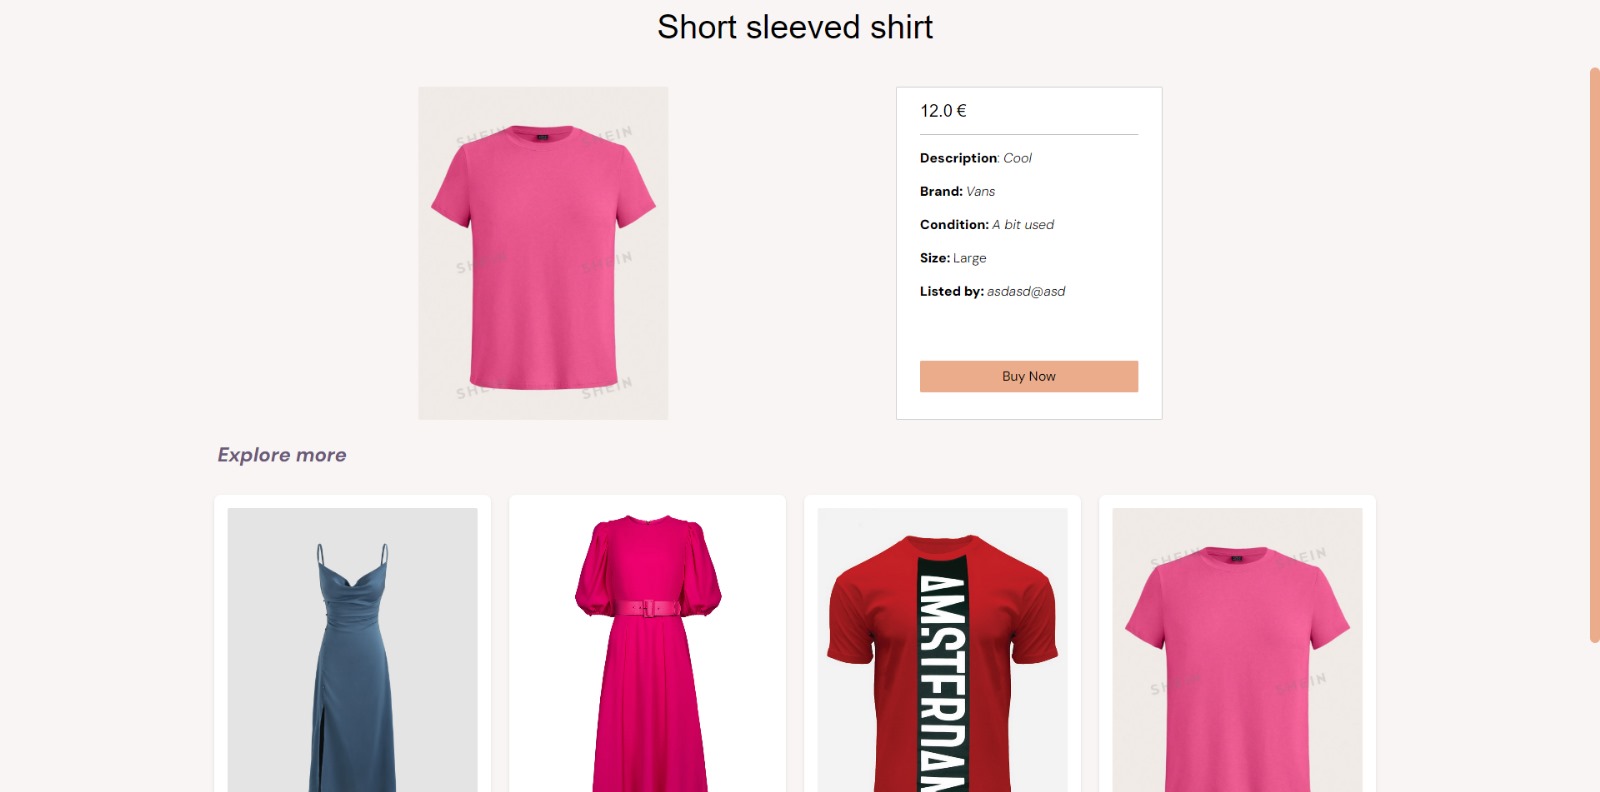 Short sleeved shirt
SHEIN SHEIN
SHEIN SHEIN
SHEIN SHEIN
12.0 €
Description: Cool
Brand: Vans
Condition: A bit used
Size: Large
Listed by: asdasd@asd
Buy Now
Explore more
AMSTERDAM
SHEIN SHEIN
SHEIN SHEIN